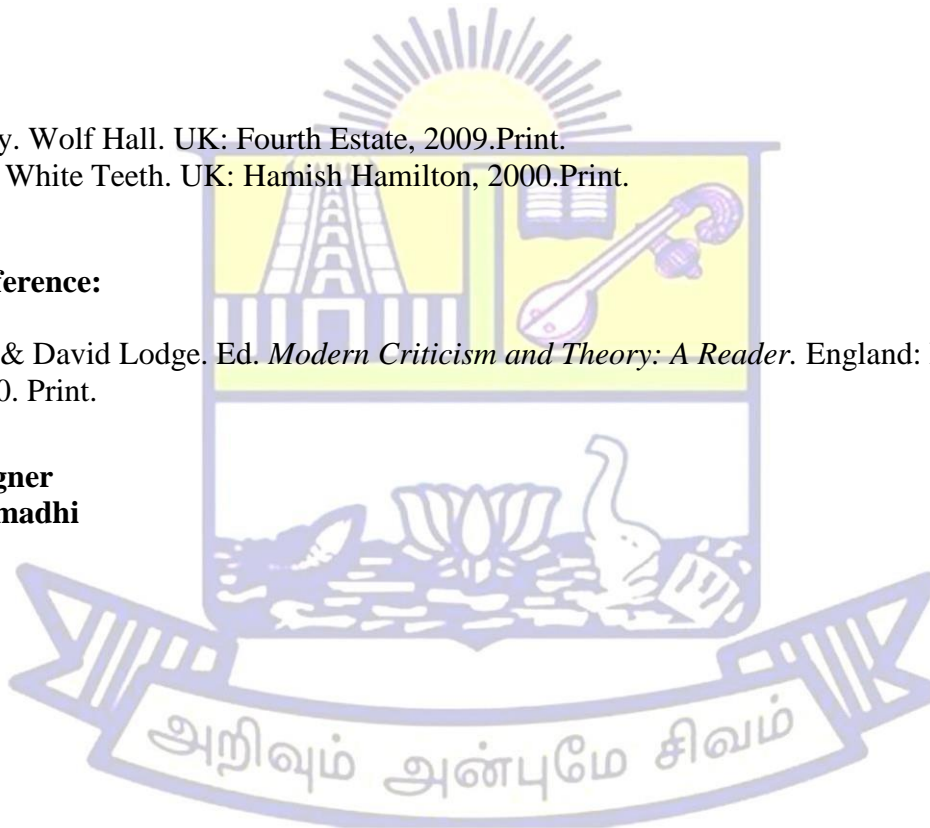 y. Wolf Hall. UK: Fourth Estate, 2009.Print.
White Teeth. UK: Hamish Hamilton, 2000.Print.
ference:
& David Lodge. Ed. Modern Criticism and Theory: A Reader. England:
0. Print.
gner
madhi
அறிவும் அன்புமே சிவம்